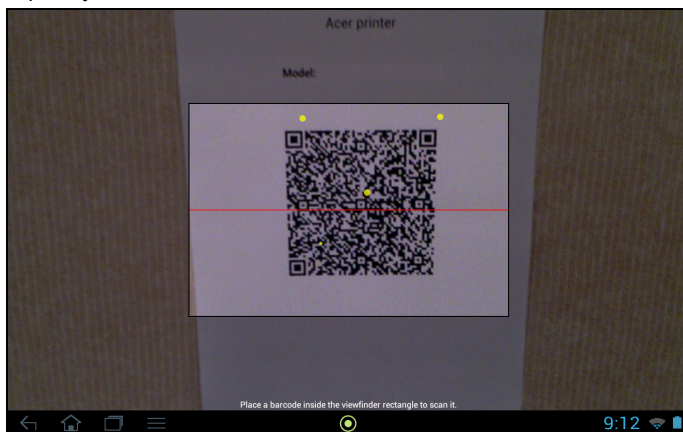 Acer printer
Model:
Place a barcode inside the viewfinder rectangle to scan it.
9:12